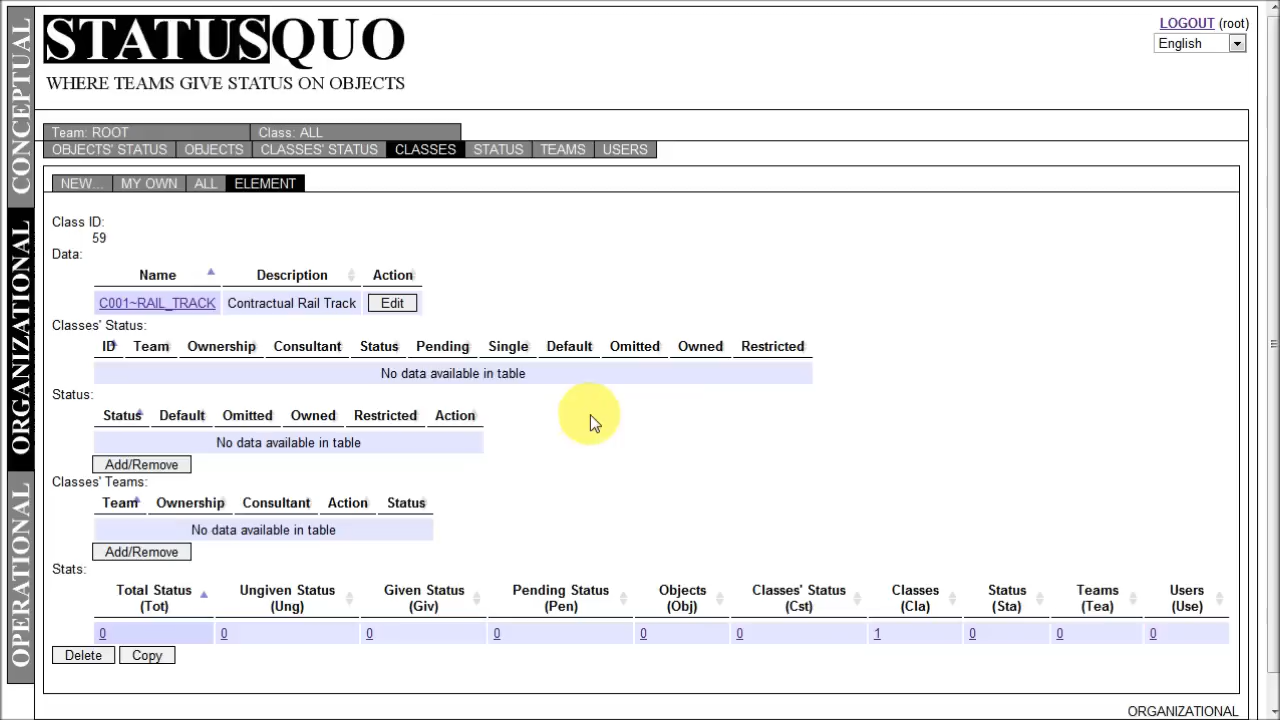 CONCEPTUAL
ORGANIZATIONAL
OPERATIONAL
STATUSQUO
WHERE TEAMS GIVE STATUS ON OBJECTS
LOGOUT (root)
English
Team: ROOT Class: ALL
OBJECTS' STATUS OBJECTS CLASSES' STATUS CLASSES STATUS TEAMS USERS
NEW... MY OWN ALL ELEMENT
Class ID:
59
Data:
Name Description Action
C001~RAIL_TRACK Contractual Rail Track Edit
Classes' Status:
ID Team Ownership Consultant Status Pending Single Default Omitted Owned Restricted
No data available in table
Status:
Status Default Omitted Owned Restricted Action
No data available in table
Add/Remove
Classes' Teams:
Team Ownership Consultant Action Status
No data available in table
Add/Remove
Stats:
Total Status Ungiven Status Given Status Pending Status Objects Classes' Status Classes Status Teams Users
(Tot) (Ung) (Giv) (Pen) (Obj) (Cst) (Cla) (Sta) (Tea) (Use)
0 0 0 0 0 0 1 0 0 0
Delete Copy
ORGANIZATIONAL